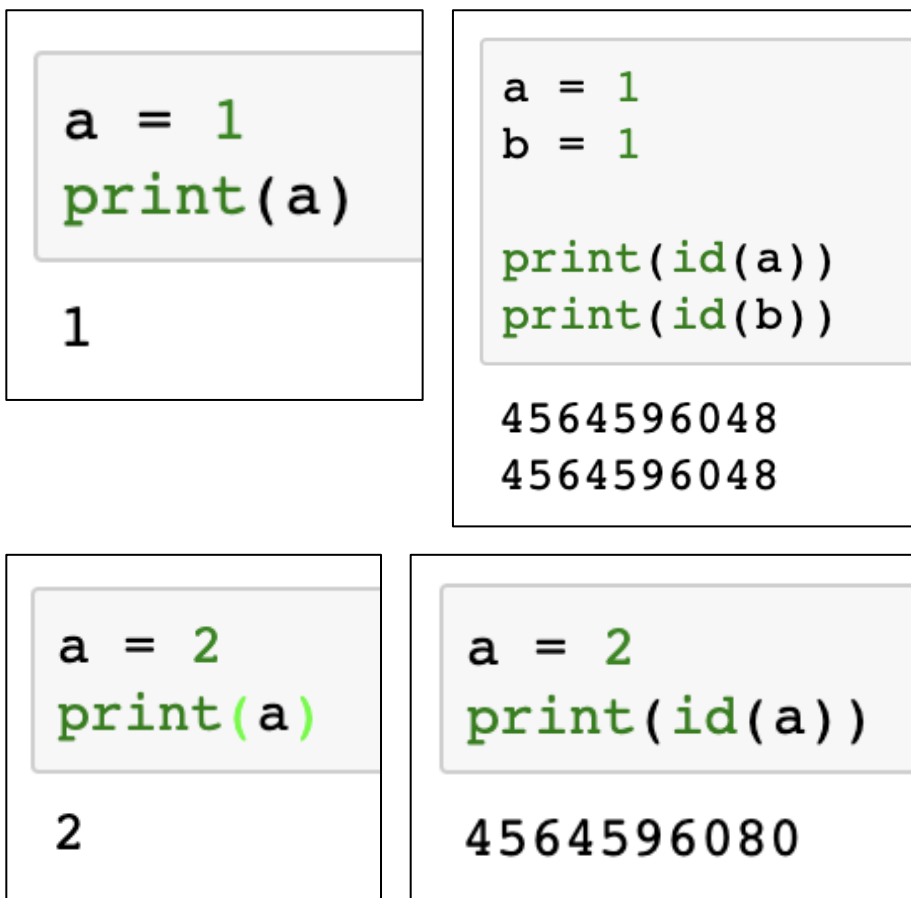 a = 1
print(a)
1
a = 1
b = 1
print(id(a))
print(id(b))
4564596048
4564596048
a = 2
print(a)
2
a = 2
print(id(a))
4564596080